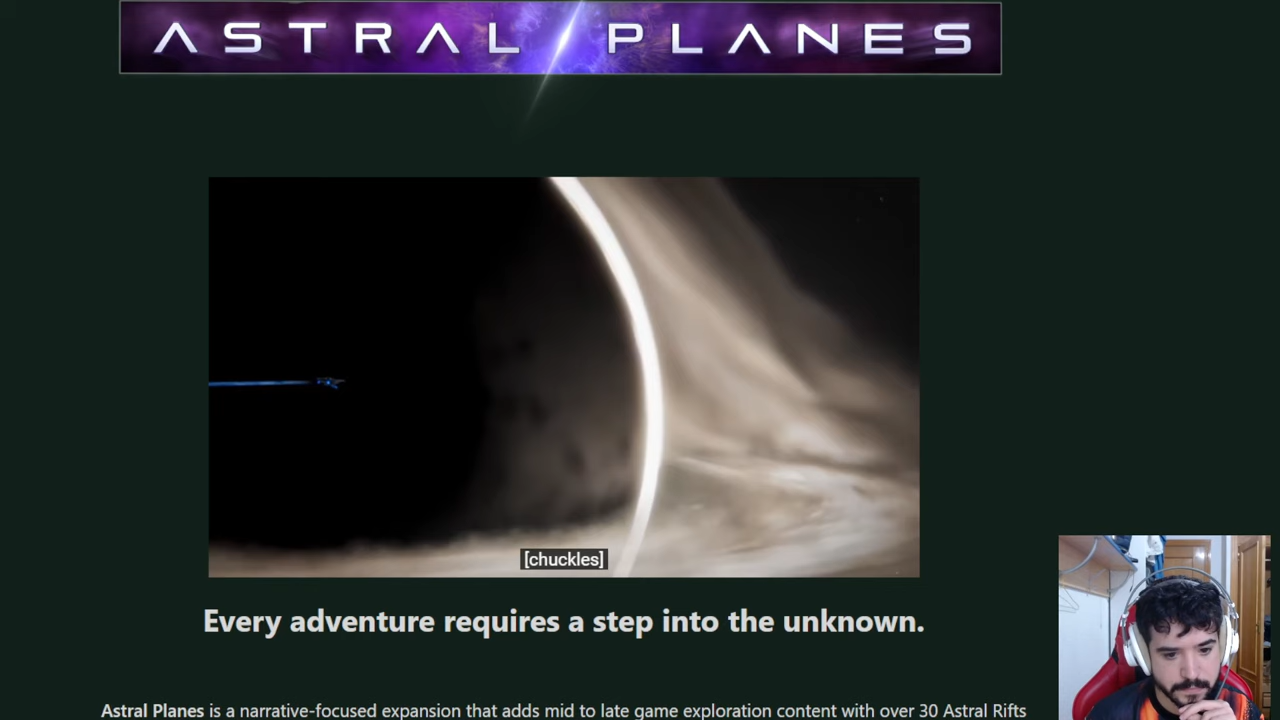 ASTRAL PLANES
[chuckles]
Every adventure requires a step into the unknown.
Astral Planes is a narrative-focused expansion that adds mid to late game exploration content with over 30 Astral Rifts